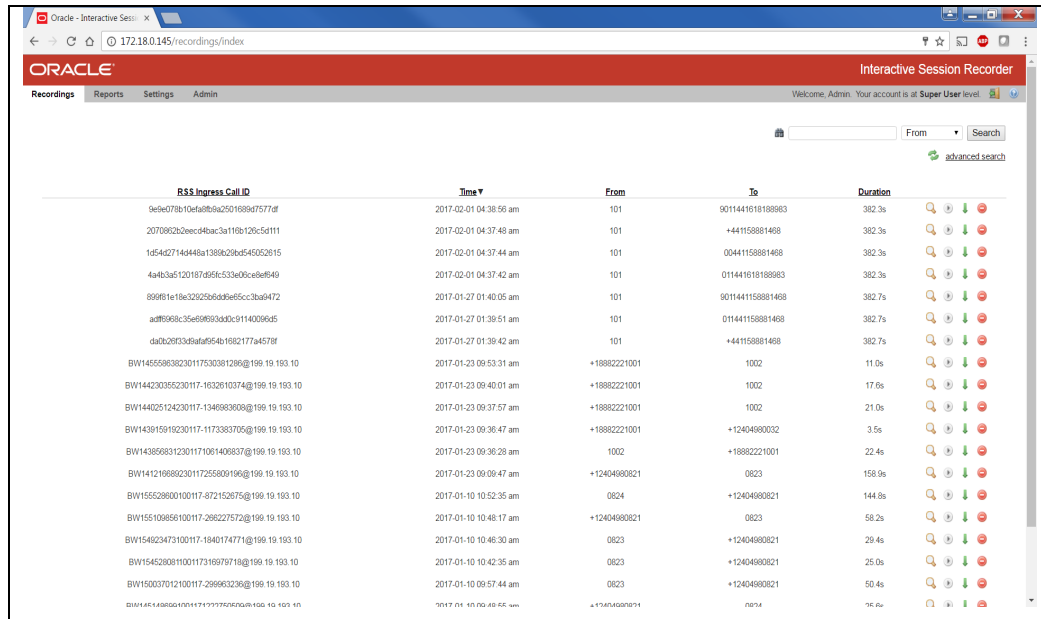 Oracle - Interactive Sess
172.18.0.145/recordings/index
ORACLE
Interactive Session Recorder
Recordings Reports Settings Admin
Welcome, Admin. Your account is at Super User level.
From Search
advanced search
RSS Ingress Call ID Time ▼ From To Duration
9e9e078b10efa8fb9a2501689d7577df 2017-02-01 04:38:56 am 101 9011441618188983 382.3s
2070862b2eecd4bac3a116b126c5d111 2017-02-01 04:37:48 am 101 +441158881468 382.3s
1d54d2714d448a1389b29bd545052615 2017-02-01 04:37:44 am 101 00441158881468 382.3s
4a4b3a5120187d95fc533e06ce8ef649 2017-02-01 04:37:42 am 101 011441618188983 382.3s
899f81e18e32925b6dd6e65cc3ba9472 2017-01-27 01:40:05 am 101 9011441158881468 382.7s
adff6968c35e69f693dd0c91140096d5 2017-01-27 01:39:51 am 101 011441158881468 382.7s
da0b26f33d9afaf954b1682177a4578f 2017-01-27 01:39:42 am 101 +441158881468 382.7s
BW145558638230117530381286@199.19.193.10 2017-01-23 09:53:31 am +18882221001 1002 11.0s
BW144230355230117-1632610374@199.19.193.10 2017-01-23 09:40:01 am +18882221001 1002 17.6s
BW144025124230117-1346983608@199.19.193.10 2017-01-23 09:37:57 am +18882221001 1002 21.0s
BW143915919230117-1173383705@199.19.193.10 2017-01-23 09:36:47 am +18882221001 +12404980032 3.5s
BW1438568312301171061406837@199.19.193.10 2017-01-23 09:36:28 am 1002 +18882221001 22.4s
BW141216689230117255809196@199.19.193.10 2017-01-23 09:09:47 am +12404980821 0823 158.9s
BW155528600100117-872152675@199.19.193.10 2017-01-10 10:52:35 am 0824 +12404980821 144.8s
BW155109856100117-266227572@199.19.193.10 2017-01-10 10:48:17 am +12404980821 0823 58.2s
BW154923473100117-1840174771@199.19.193.10 2017-01-10 10:46:30 am 0823 +12404980821 29.4s
BW1545280811001117316979718@199.19.193.10 2017-01-10 10:42:35 am 0823 +12404980821 25.0s
BW150037012100117-299963236@199.19.193.10 2017-01-10 09:57:44 am 0823 +12404980821 50.4s
2017-01-10 09:48:55 am +12404980821 0824 25.6s